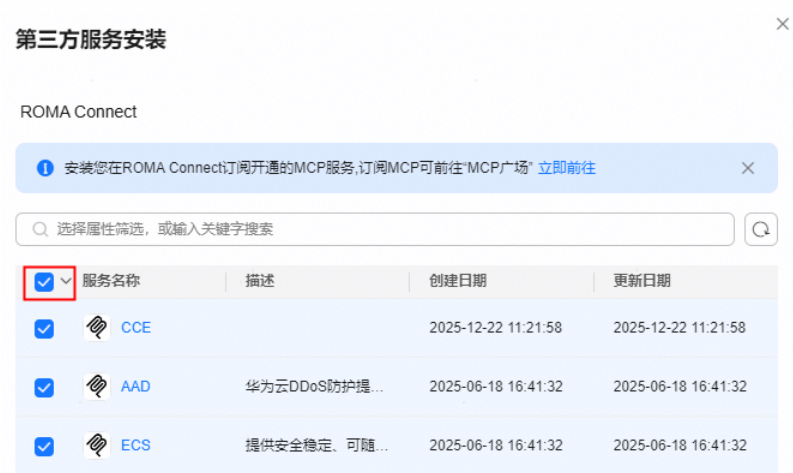 第三方服务安装
ROMA Connect
安装您在ROMA Connect订阅开通的MCP服务,订阅MCP可前往“MCP广场” 立即前往
选择属性筛选，或输入关键字搜索
服务名称 描述 创建日期 更新日期
CCE 2025-12-22 11:21:58 2025-12-22 11:21:58
AAD 华为云DDoS防护提... 2025-06-18 16:41:32 2025-06-18 16:41:32
ECS 提供安全稳定、可随... 2025-06-18 16:41:32 2025-06-18 16:41:32